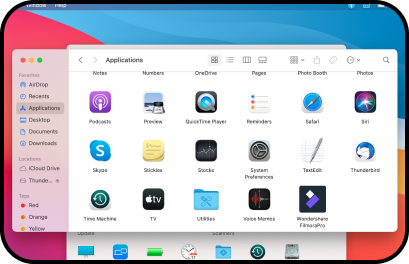 Window Help
Applications
Favorites
AirDrop
Recents
Applications
Desktop
Documents
Downloads
Locations
iCloud Drive
Thunde...
Tags
Red
Orange
Yellow
Notes Numbers OneDrive Pages Photo Booth Photos
Podcasts Preview QuickTime Player Reminders Safari Siri
Skype Stickies Stocks System Preferences TextEdit Thunderbird
Time Machine TV Utilities Voice Memos Wondershare FilmoraPro
Update Scanners